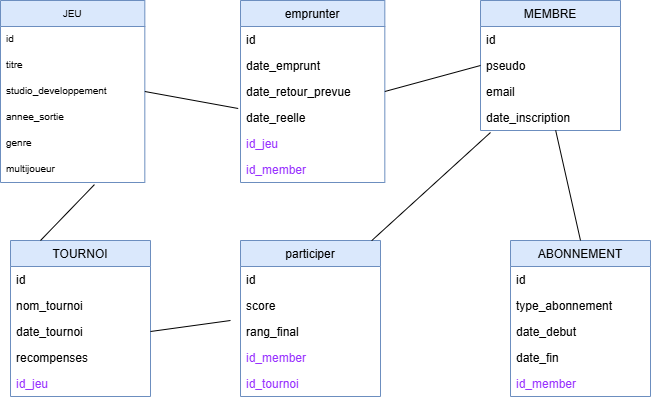 JEU
id
titre
studio_developpement
annee_sortie
genre
multijoueur
emprunter
id
date_emprunt
date_retour_prevue
date_reelle
id_jeu
id_member
MEMBRE
id
pseudo
email
date_inscription
TOURNOI
id
nom_tournoi
date_tournoi
recompenses
id_jeu
participer
id
score
rang_final
id_member
id_tournoi
ABONNEMENT
id
type_abonnement
date_debut
date_fin
id_member